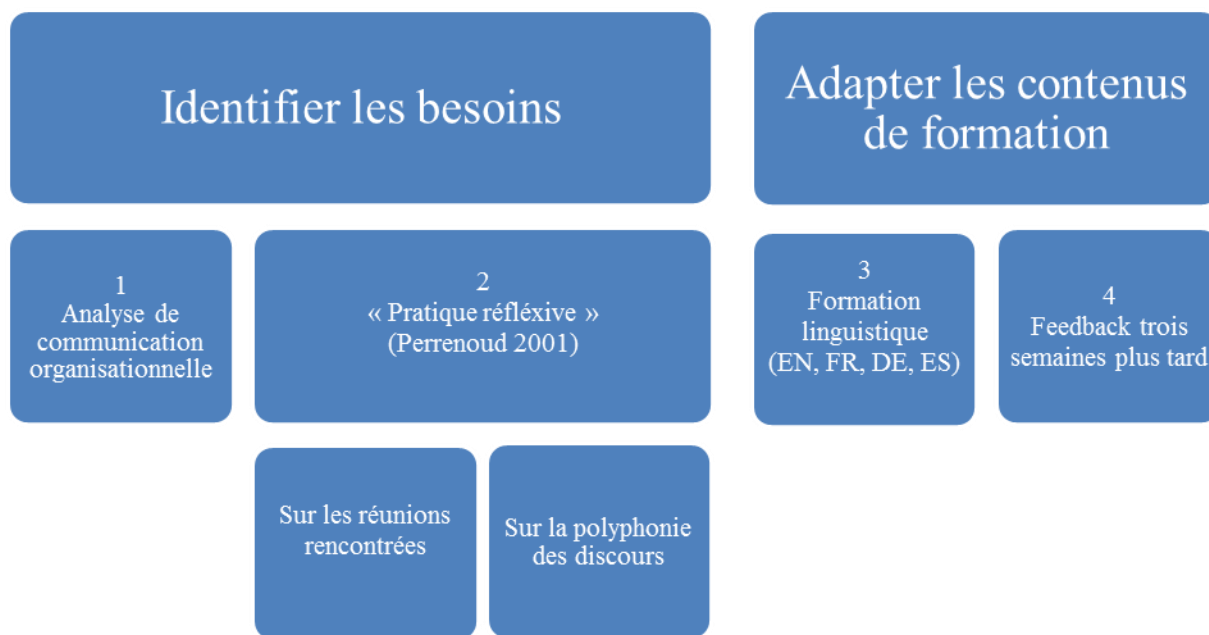 Identifier les besoins
Adapter les contenus
de formation
1
Analyse de
communication
organisationnelle
2
« Pratique réfléxive »
(Perrenoud 2001)
3
Formation
linguistique
(EN, FR, DE, ES)
4
Feedback trois
semaines plus tard
Sur les réunions
rencontrées
Sur la polyphonie
des discours